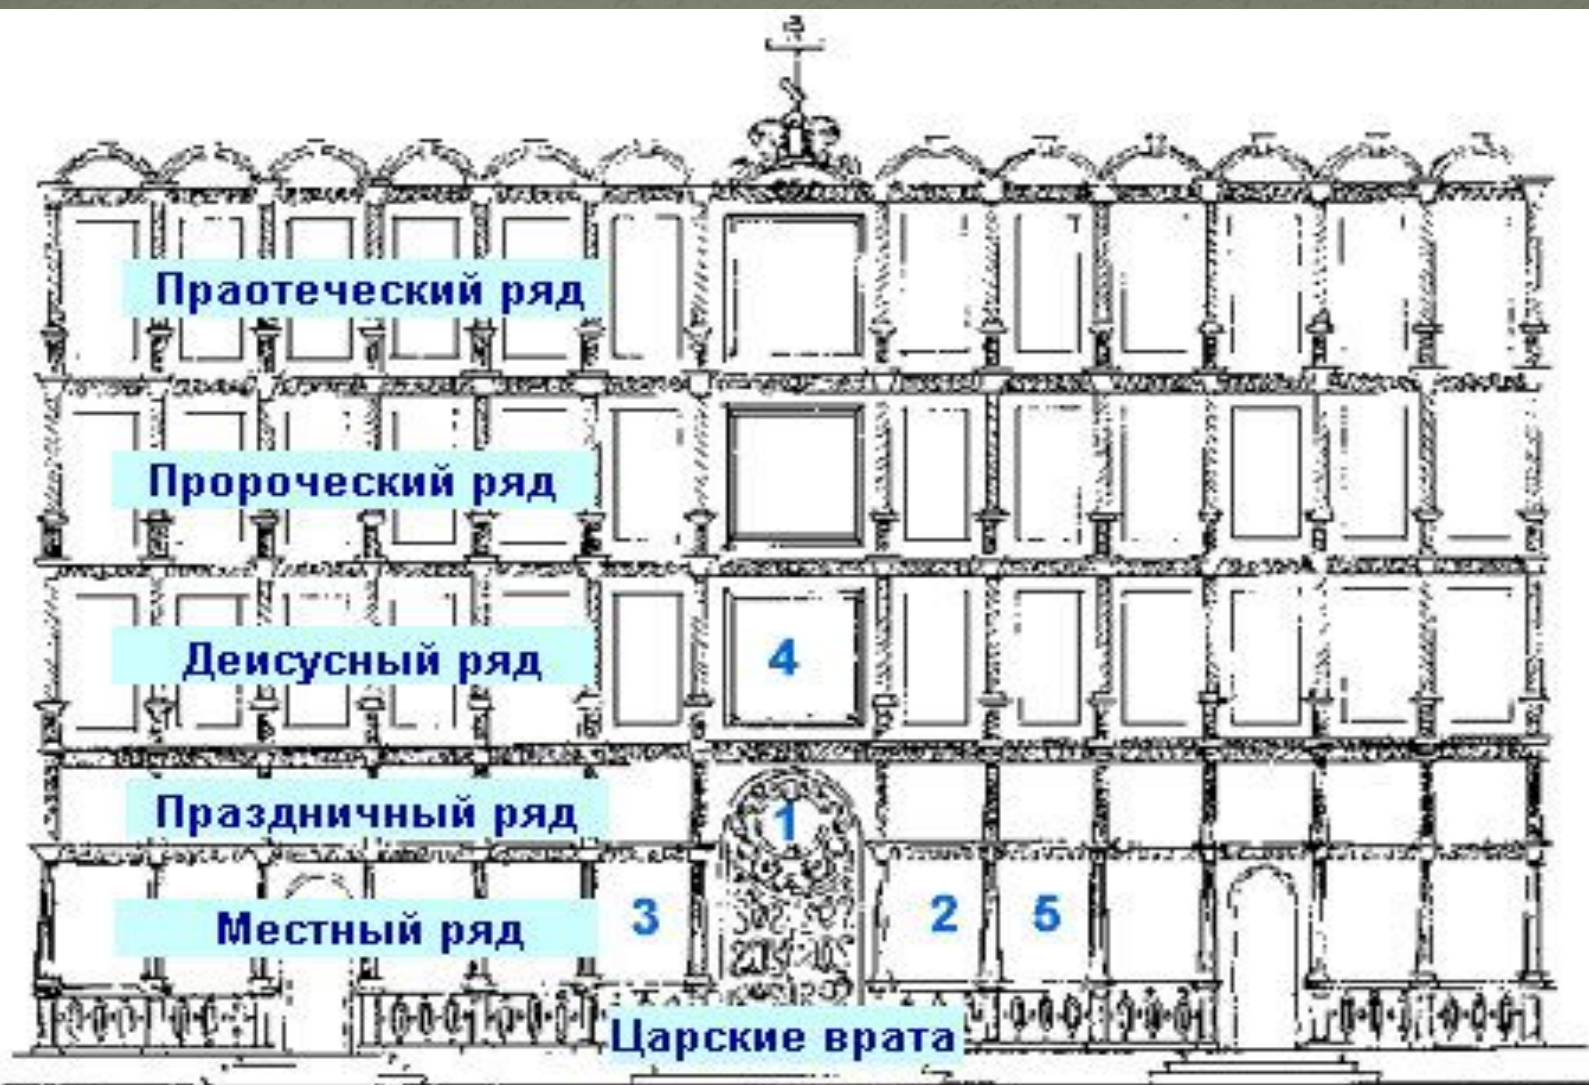 Праотеческий ряд
Пророческий ряд
Деисусный ряд
4
Праздничный ряд
1
Местный ряд
3
2
5
Царские врата